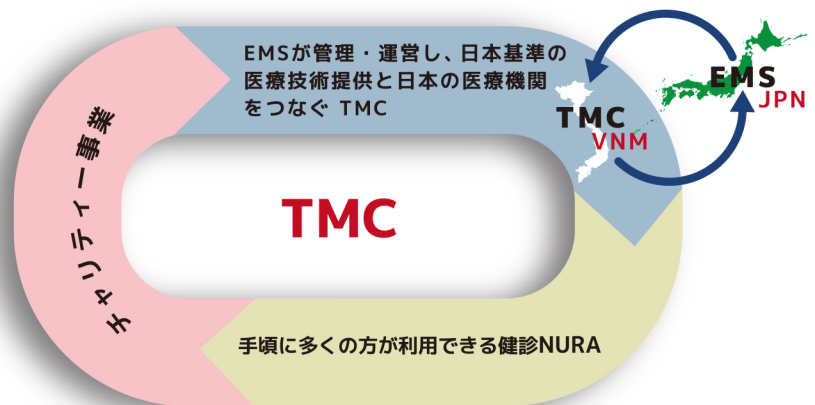 EMSが管理・運営し、日本基準の
医療技術提供と日本の医療機関
をつなぐ TMC
EMS
JPN
TMC
VNM
チャリティー事業
TMC
手頃に多くの方が利用できる健診NURA